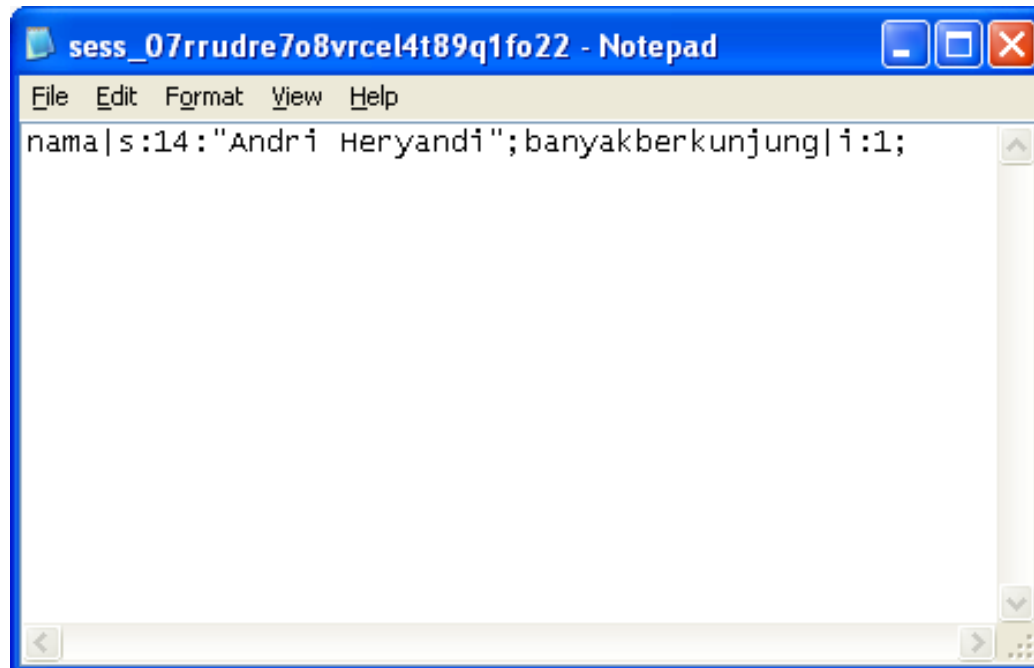 sess_07rrudre7o8vrcel4t89q1fo22 - Notepad
File Edit Format View Help
nama|s:14:"Andri Heryandi";banyakberkunjung|i:1;